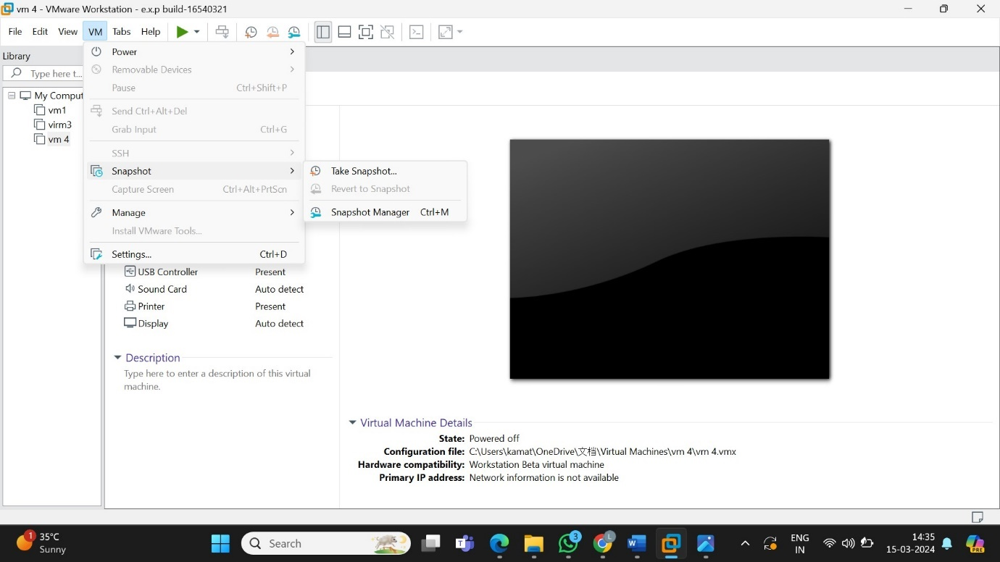 vm 4 - VMware Workstation - e.x.p build-16540321
File Edit View VM Tabs Help
Library
Type here t...
My Comput
vm1
virm3
vm 4
Power
Removable Devices
Pause Ctrl+Shift+P
Send Ctrl+Alt+Del
Grab Input Ctrl+G
SSH
Snapshot
Capture Screen Ctrl+Alt+PrtScn
Manage
Install VMware Tools...
Settings... Ctrl+D
Take Snapshot...
Revert to Snapshot
Snapshot Manager Ctrl+M
USB Controller Present
Sound Card Auto detect
Printer Present
Display Auto detect
Description
Type here to enter a description of this virtual
machine.
Virtual Machine Details
State: Powered off
Configuration file: C:\Users\kamat\OneDrive\文档\Virtual Machines\vm 4\vm 4.vmx
Hardware compatibility: Workstation Beta virtual machine
Primary IP address: Network information is not available
1
35°C
Sunny
Search
T
3
L
W
ENG
IN
14:35
15-03-2024
PRE